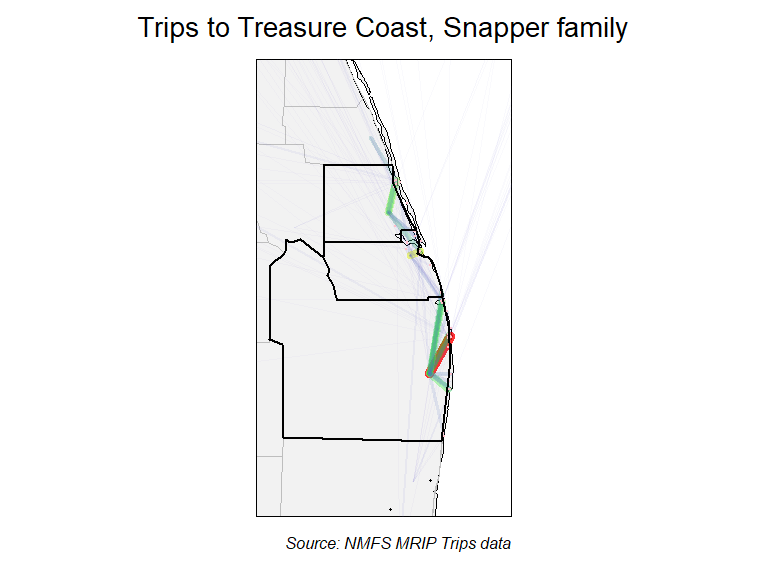 Trips to Treasure Coast, Snapper family
Source: NMFS MRIP Trips data